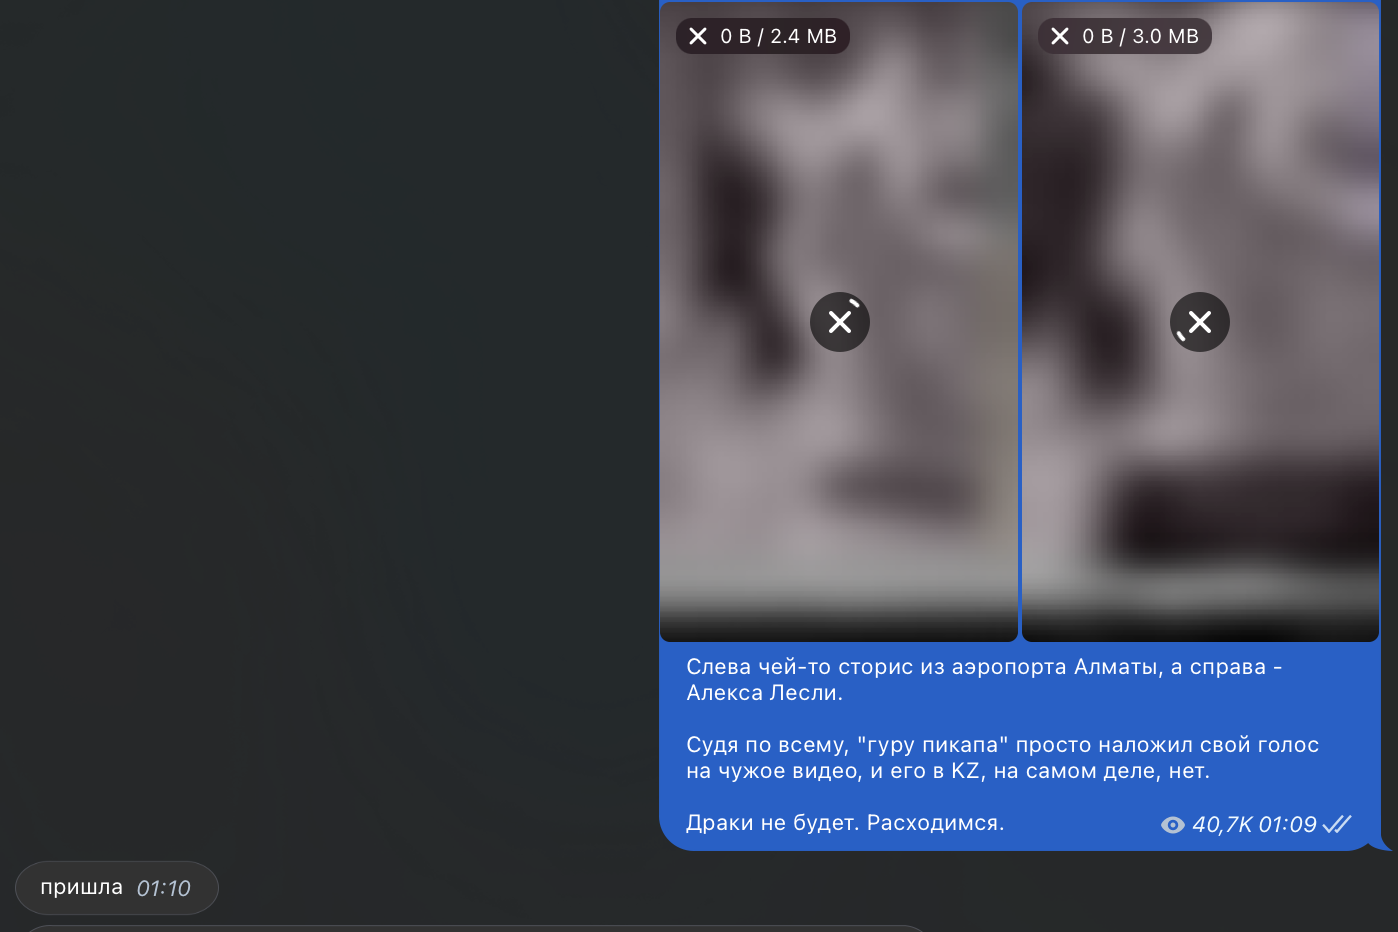 0 B / 2.4 MB
0 B / 3.0 MB
Слева чей-то сторис из аэропорта Алматы, а справа -
Алекса Лесли.
Судя по всему, "гуру пикапа" просто наложил свой голос
на чужое видео, и его в KZ, на самом деле, нет.
Драки не будет. Расходимся.
40,7K 01:09
пришла 01:10